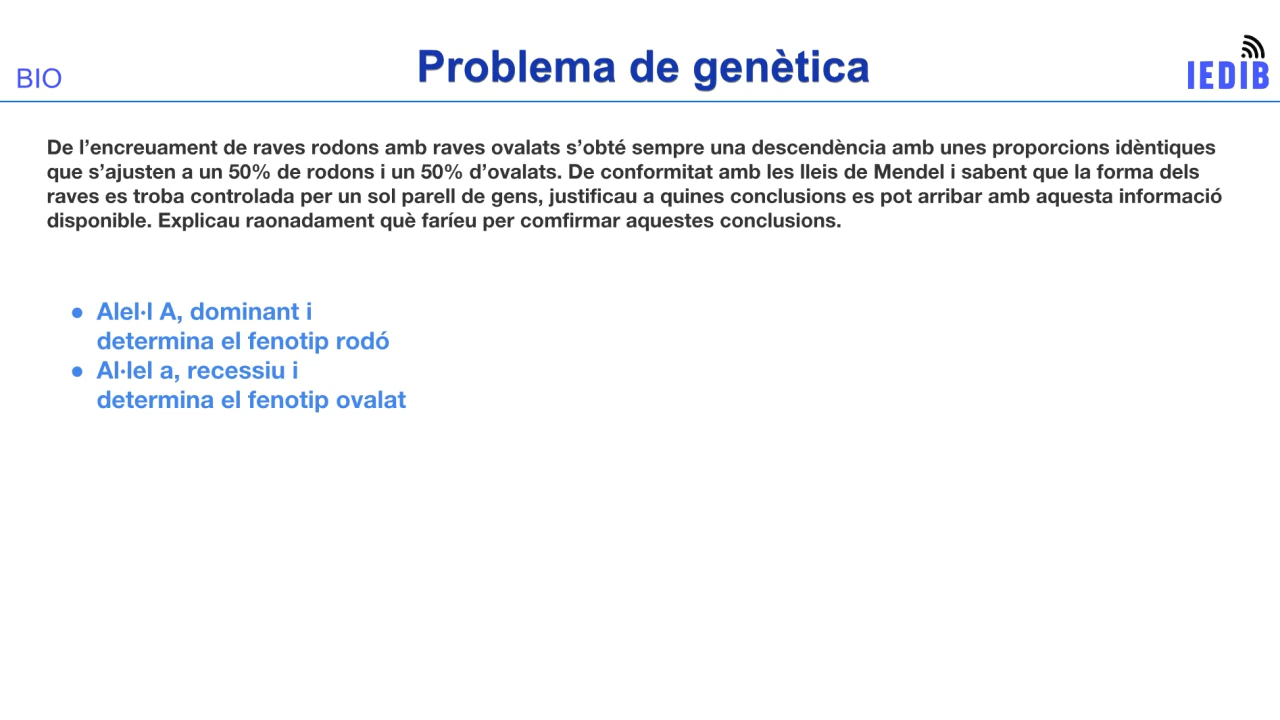 BIO
Problema de genètica
IEDIB
De l’encreuament de raves rodons amb raves ovalats s’obté sempre una descendència amb unes proporcions idèntiques
que s’ajusten a un 50% de rodons i un 50% d’ovalats. De conformitat amb les lleis de Mendel i sabent que la forma dels
raves es troba controlada per un sol parell de gens, justificau a quines conclusions es pot arribar amb aquesta informació
disponible. Explicau raonadament què faríeu per comfirmar aquestes conclusions.
● Alel·l A, dominant i
determina el fenotip rodó
● Al·lel a, recessiu i
determina el fenotip ovalat